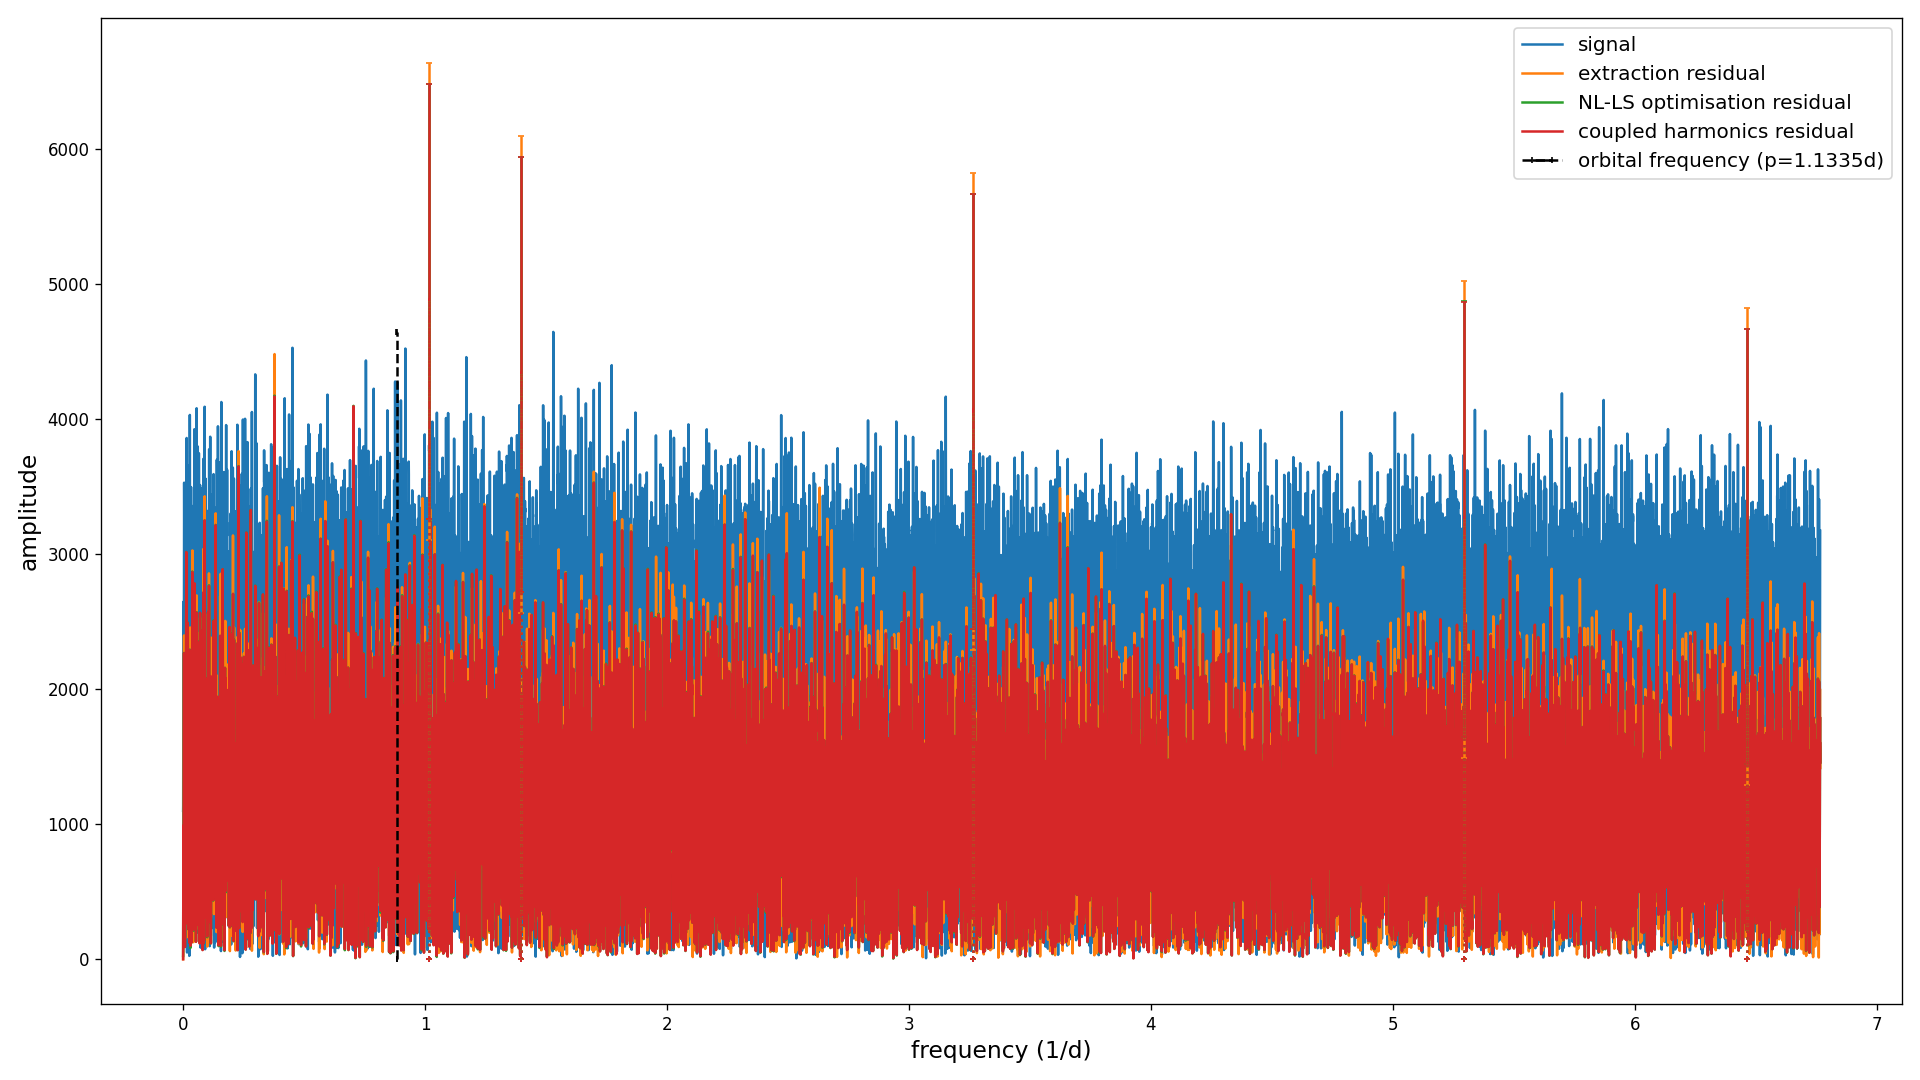 signal
extraction residual
NL-LS optimisation residual
coupled harmonics residual
orbital frequency (p=1.1335d)
amplitude
6000
5000
4000
3000
2000
1000
0
0 1 2 3 4 5 6 7
frequency (1/d)